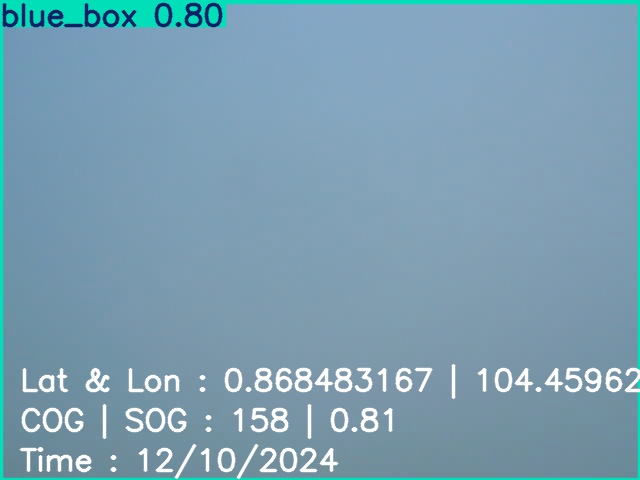 blue_box 0.80
Lat & Lon : 0.868483167 | 104.45962
COG | SOG : 158 | 0.81
Time : 12/10/2024